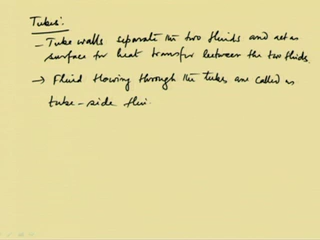 Tubes:
- Tube walls separate the two fluids and act as
surface for heat transfer between the two fluids.
→ Fluid flowing through the tubes are called as
tube-side flui